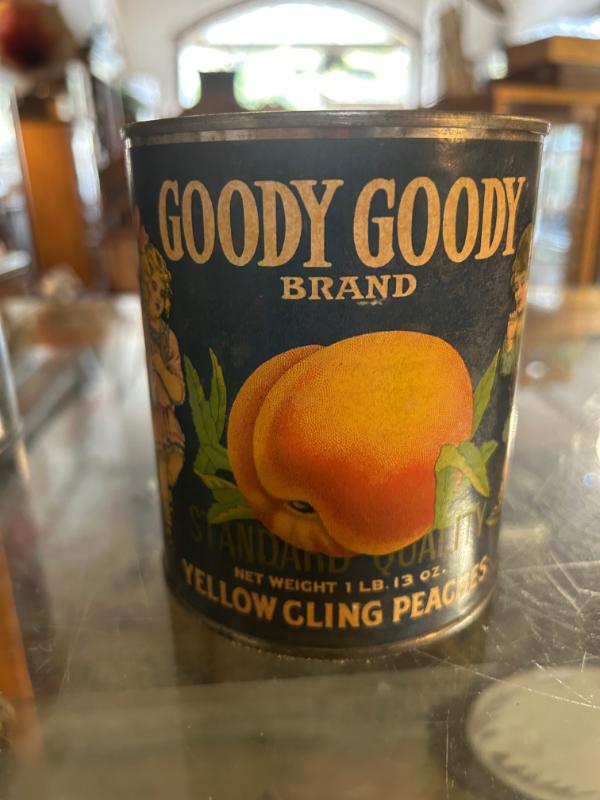 GOODY GOODY
BRAND
STANDARD QUALITY
NET WEIGHT 1 LB. 13 OZ.
YELLOW CLING PEACHES